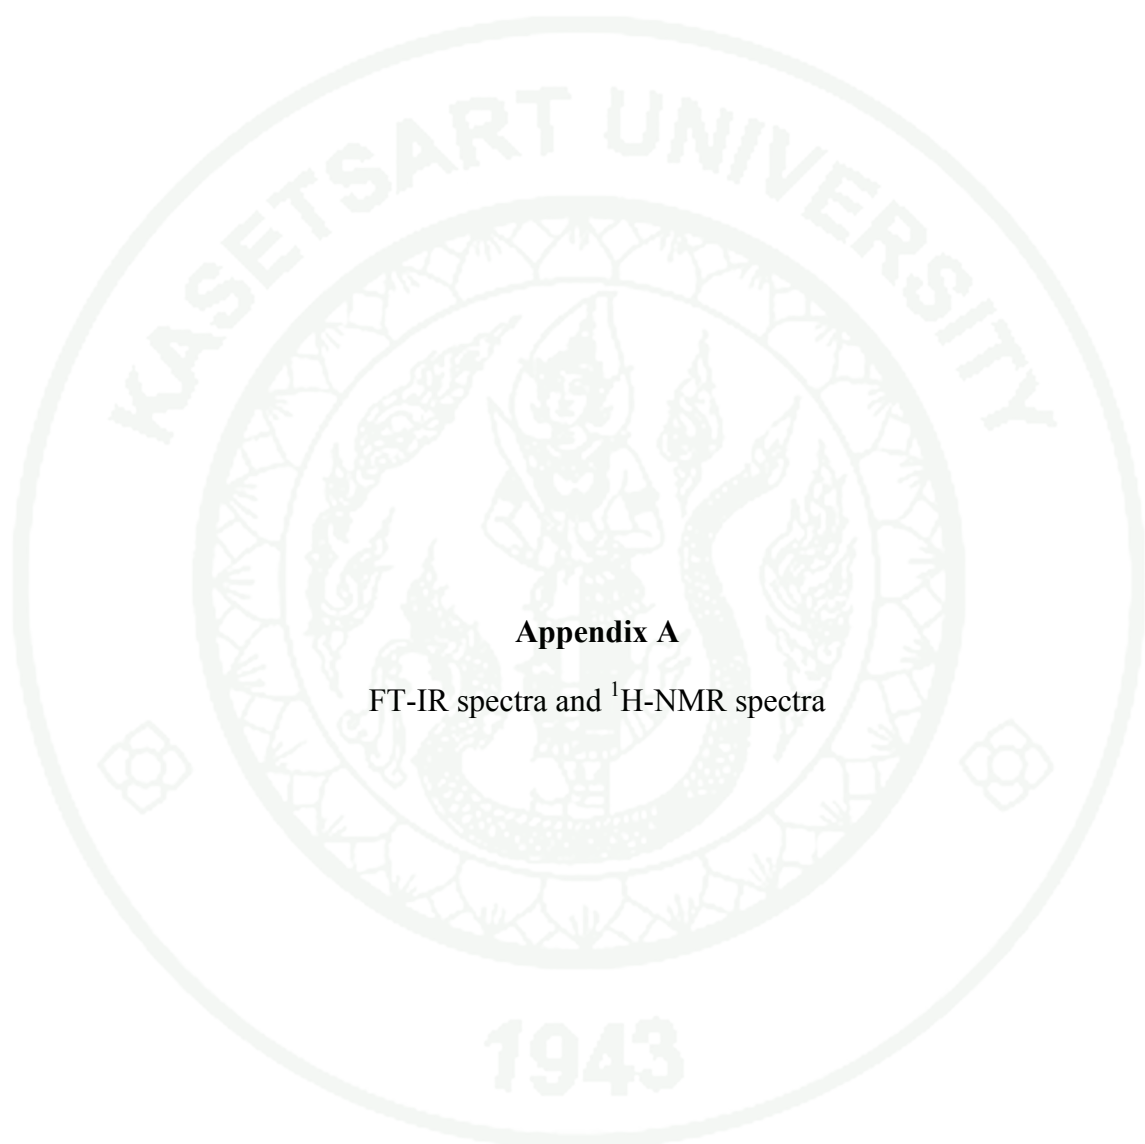 KASETSART UNIVERSITY
Appendix A
FT-IR spectra and ¹H-NMR spectra
1943